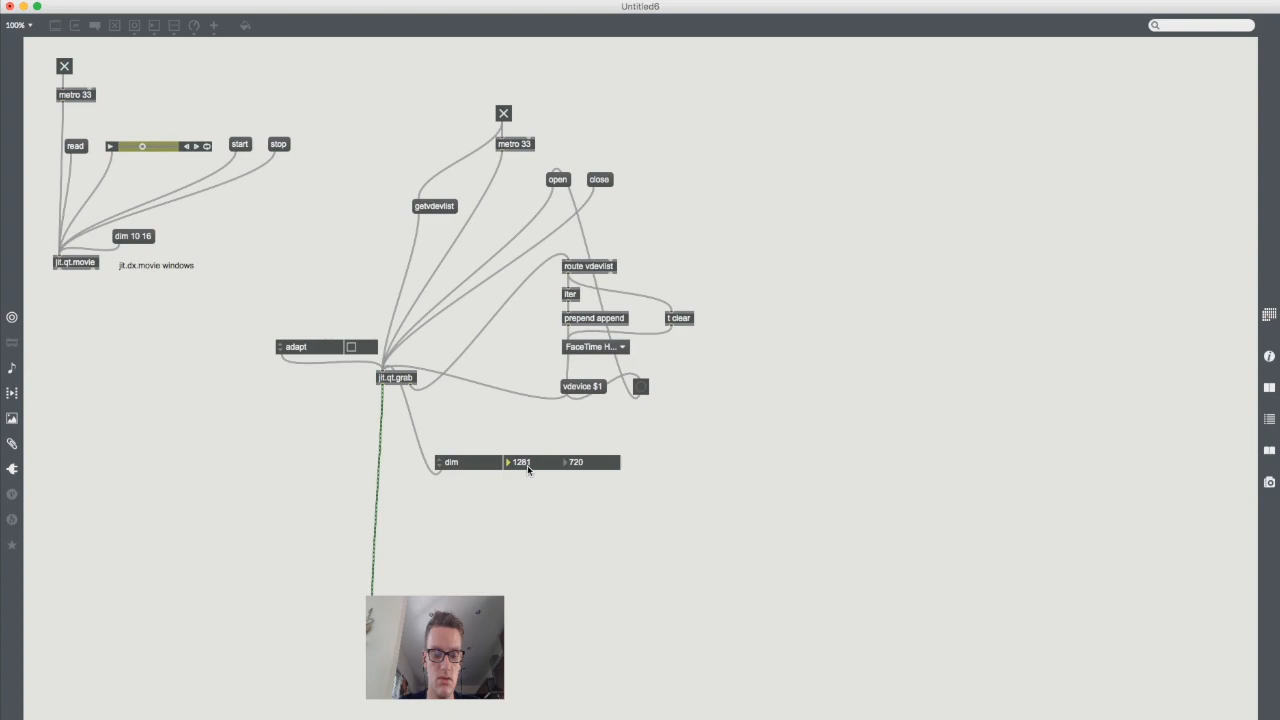 Untitled6
100%
metro 33
read
start
stop
metro 33
open
close
getvdevlist
dim 10 16
jit.qt.movie
jit.dx.movie windows
route vdevlist
iter
prepend append
t clear
adapt
FaceTime H...
jit.qt.grab
vdevice $1
dim
1281
720